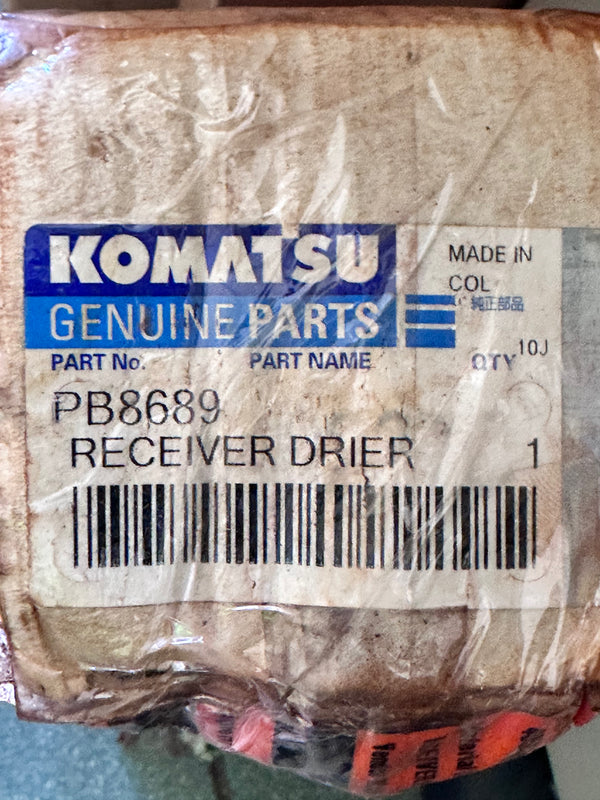 KOMATSU
GENUINE PARTS
MADE IN
COL
純正部品
PART No. PART NAME QTY 10J
PB8689
RECEIVER DRIER 1